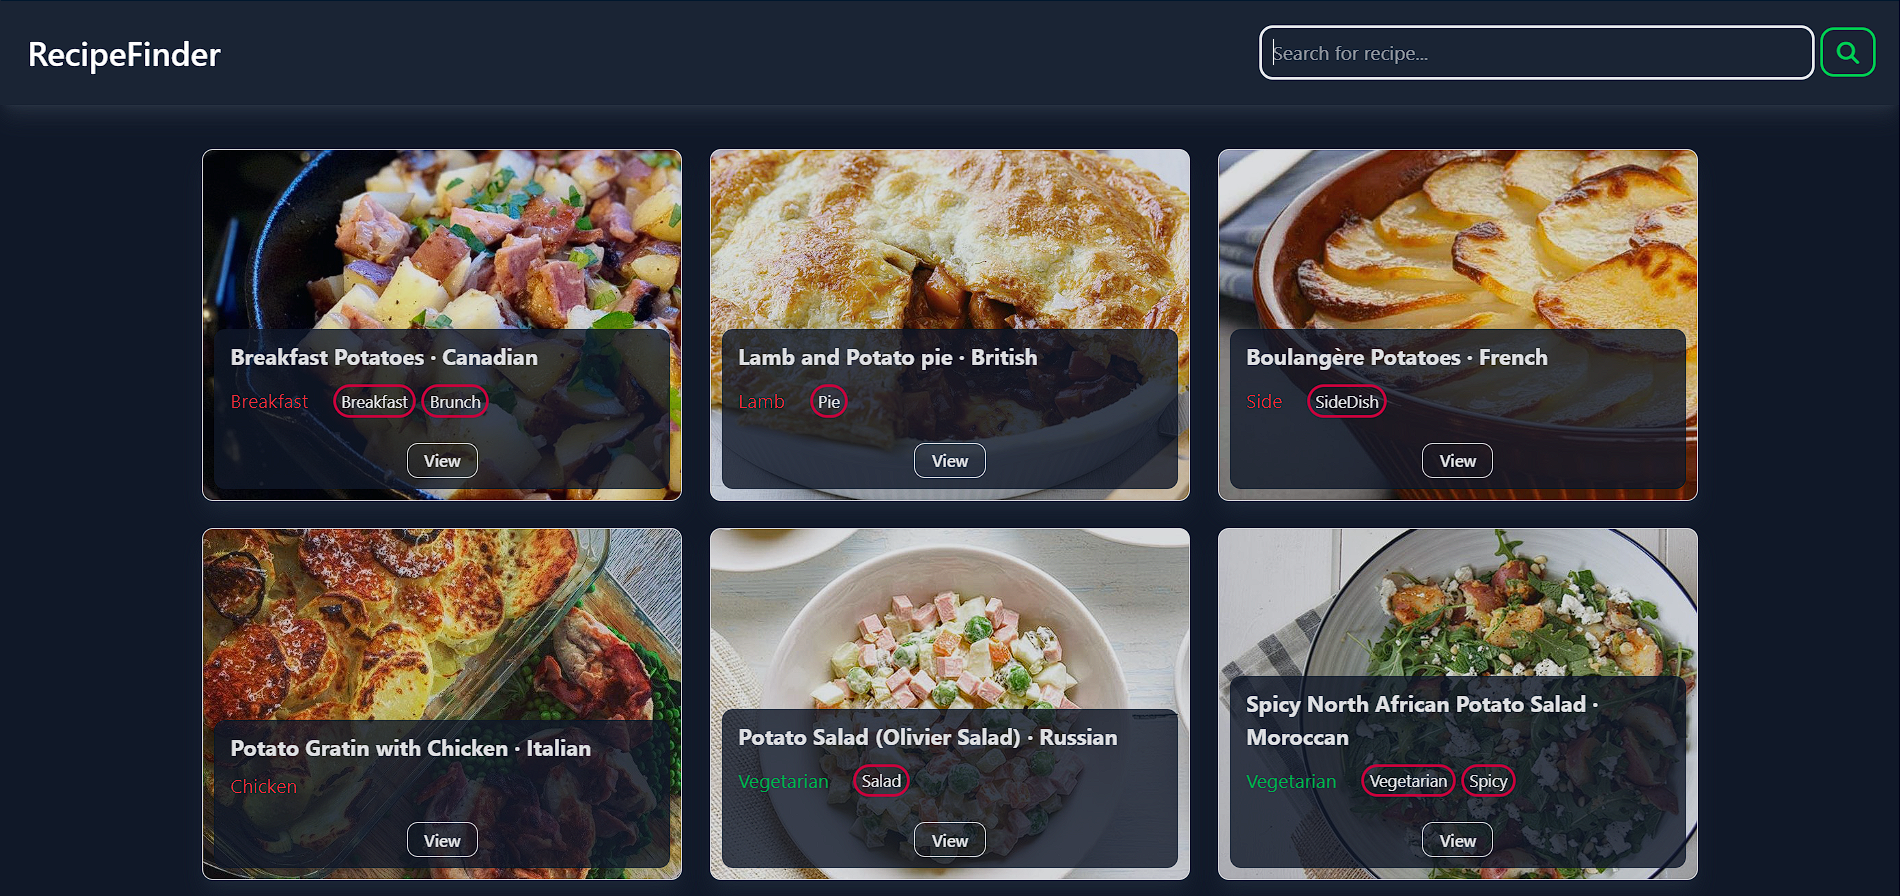 RecipeFinder
Search for recipe...
Breakfast Potatoes · Canadian
Breakfast Breakfast Brunch
View
Lamb and Potato pie · British
Lamb Pie
View
Boulangère Potatoes · French
Side SideDish
View
Potato Gratin with Chicken · Italian
Chicken
View
Potato Salad (Olivier Salad) · Russian
Vegetarian Salad
View
Spicy North African Potato Salad ·
Moroccan
Vegetarian Vegetarian Spicy
View